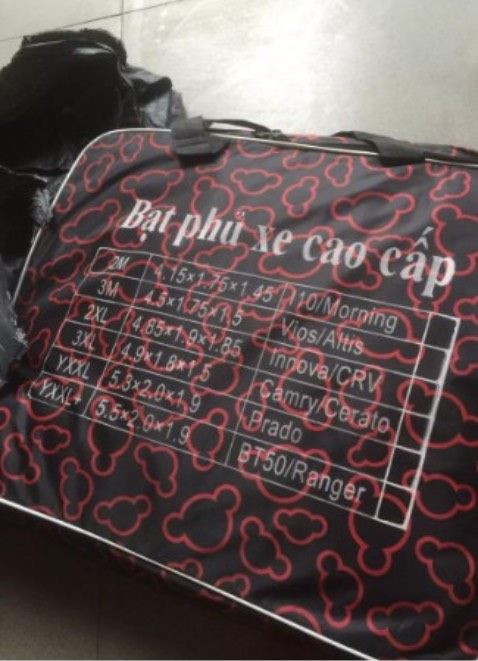 Bạt phủ xe cao cấp
2M 4.15×1.75×1.45 I10/Morning
3M 4.5×1.75×1.5 Vios/Altis
2XL 4.85×1.9×1.85 Innova/CRV
3XL 4.9×1.8×1.5 Camry/Cerato
YXXL 5.3×2.0×1.9 Prado
YXXL+ 5.5×2.0×1.9 BT50/Ranger